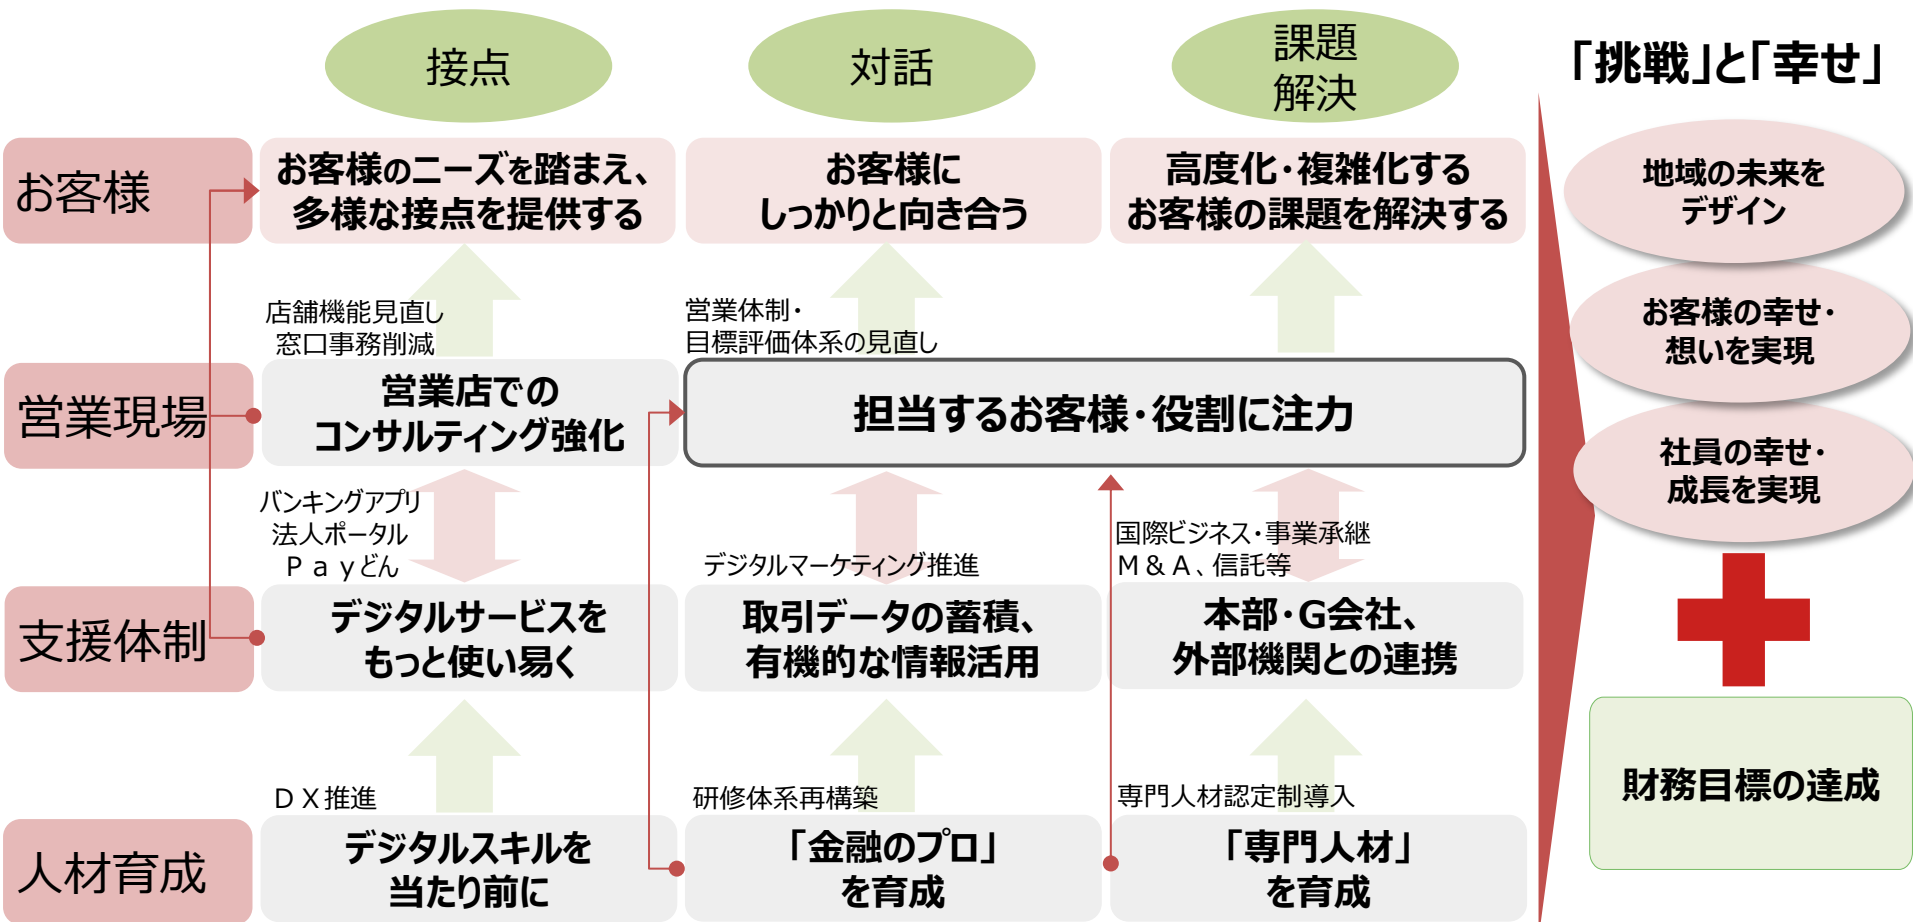 接点
対話
課題
解決
「挑戦」と「幸せ」
お客様
お客様のニーズを踏まえ、
多様な接点を提供する
お客様に
しっかりと向き合う
高度化・複雑化する
お客様の課題を解決する
地域の未来を
デザイン
店舗機能見直し
窓口事務削減
営業体制・
目標評価体系の見直し
お客様の幸せ・
想いを実現
営業現場
営業店での
コンサルティング強化
担当するお客様・役割に注力
社員の幸せ・
成長を実現
バンキングアプリ
法人ポータル
Ｐａｙどん
デジタルマーケティング推進
国際ビジネス・事業承継
Ｍ＆Ａ、信託等
支援体制
デジタルサービスを
もっと使い易く
取引データの蓄積、
有機的な情報活用
本部・G会社、
外部機関との連携
財務目標の達成
ＤＸ推進
研修体系再構築
専門人材認定制導入
人材育成
デジタルスキルを
当たり前に
「金融のプロ」
を育成
「専門人材」
を育成